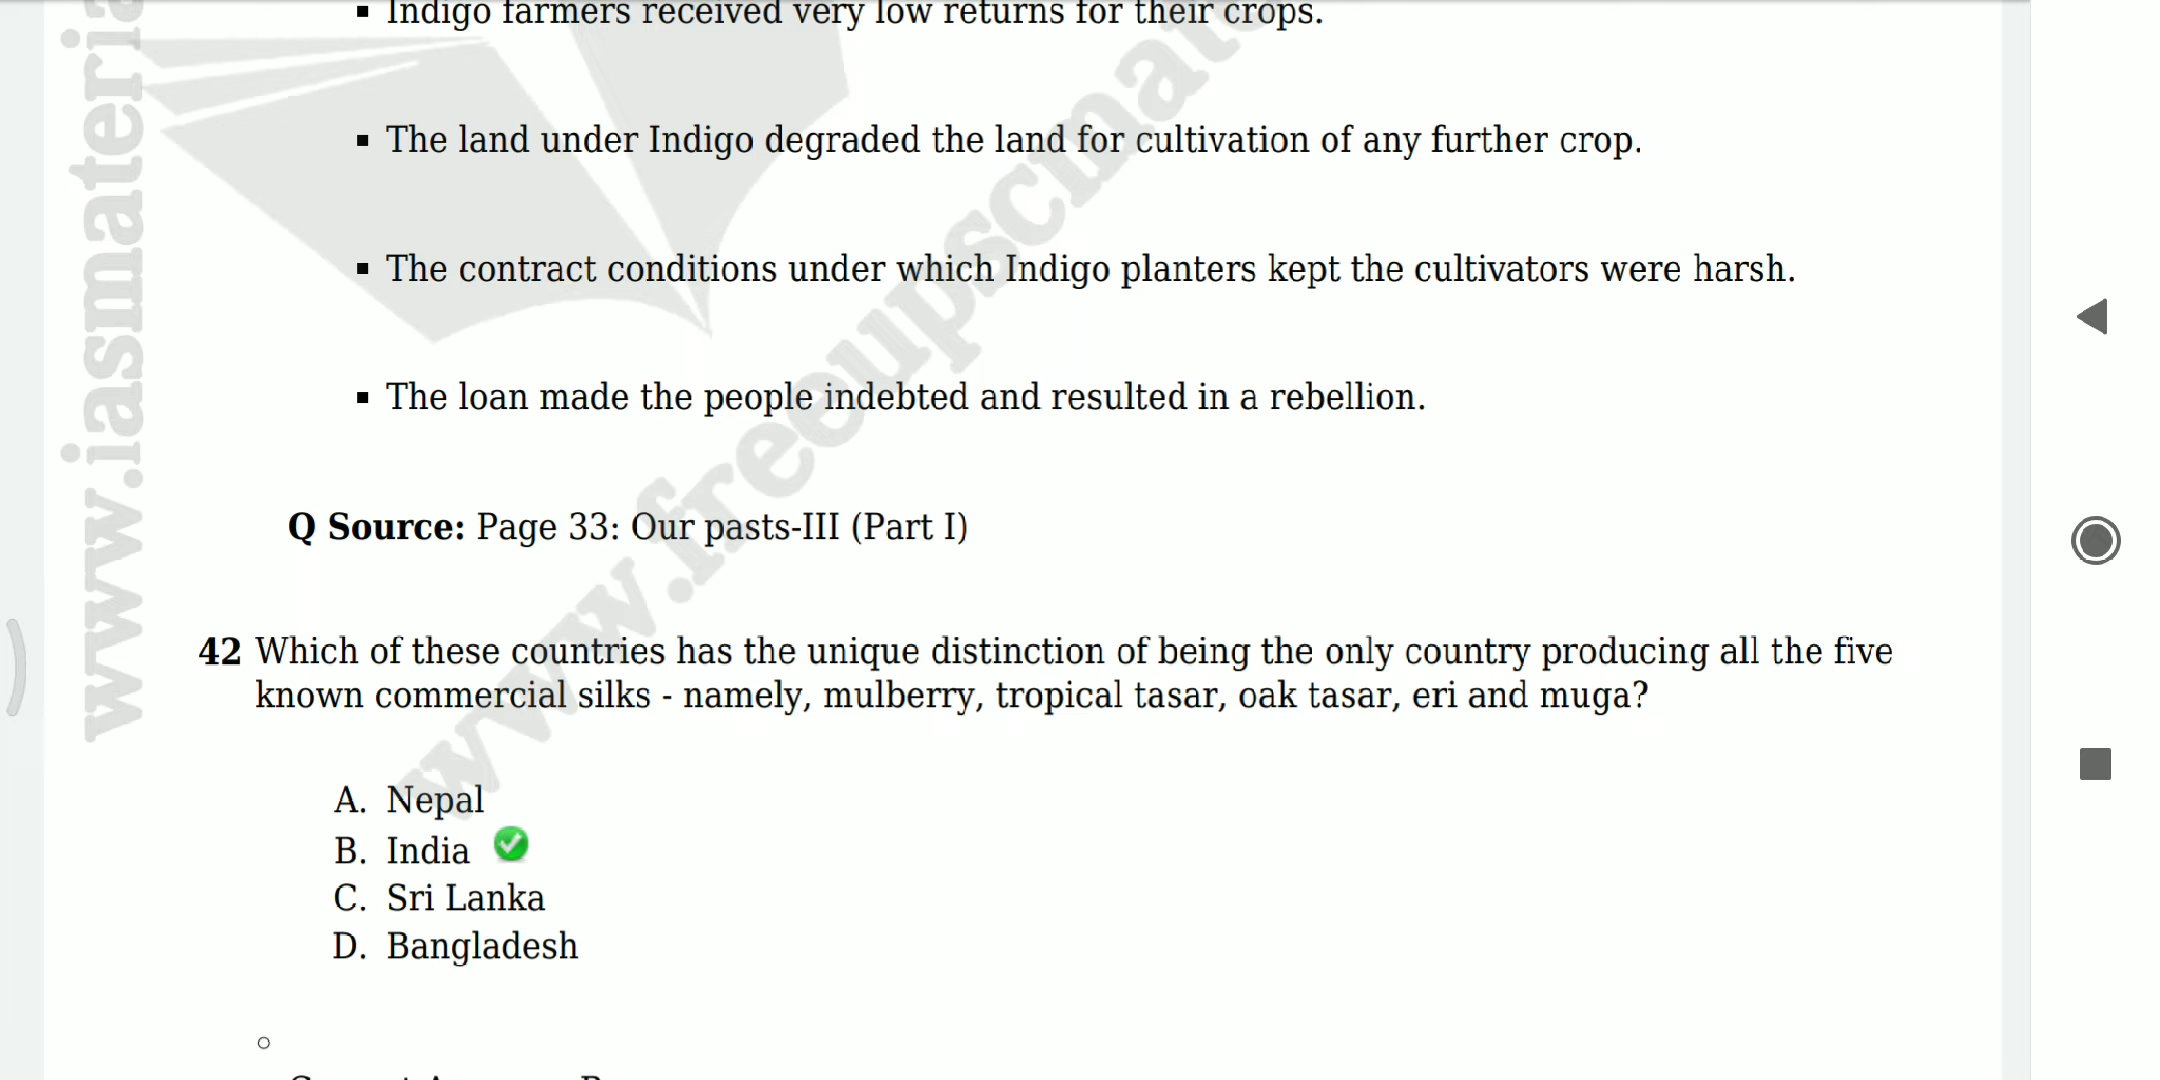 ▪ Indigo farmers received very low returns for their crops.
▪ The land under Indigo degraded the land for cultivation of any further crop.
▪ The contract conditions under which Indigo planters kept the cultivators were harsh.
▪ The loan made the people indebted and resulted in a rebellion.
Q Source: Page 33: Our pasts-III (Part I)
42 Which of these countries has the unique distinction of being the only country producing all the five
known commercial silks - namely, mulberry, tropical tasar, oak tasar, eri and muga?
A. Nepal
B. India
C. Sri Lanka
D. Bangladesh
www.iasmateria
www.freeupscmate